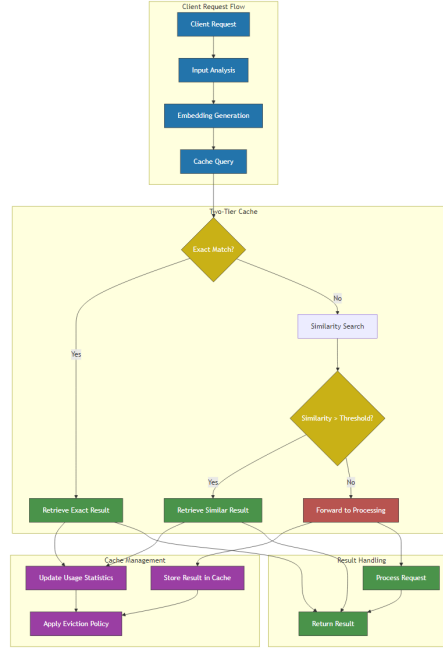 Client Request Flow
Client Request
Input Analysis
Embedding Generation
Cache Query
Two-Tier Cache
Exact Match?
No
Similarity Search
Yes
Similarity > Threshold?
Yes
No
Retrieve Exact Result
Retrieve Similar Result
Forward to Processing
Cache Management
Result Handling
Update Usage Statistics
Store Result in Cache
Process Request
Apply Eviction Policy
Return Result